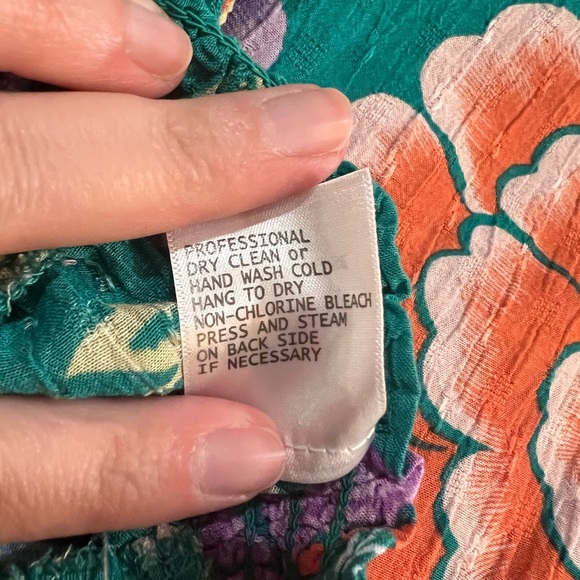 PROFESSIONAL
DRY CLEAN or
HAND WASH COLD
HANG TO DRY
NON-CHLORINE BLEACH
PRESS AND STEAM
ON BACK SIDE
IF NECESSARY